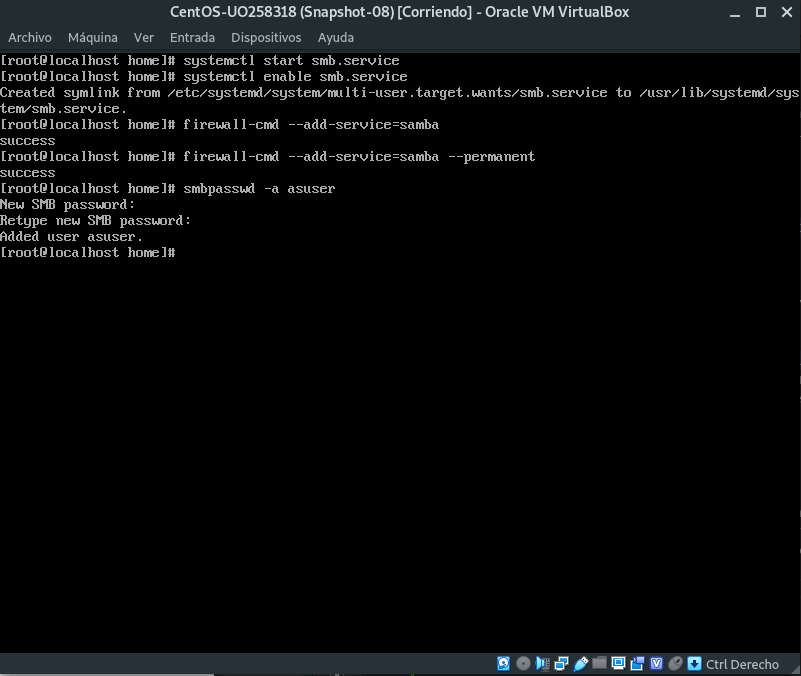 CentOS-UO258318 (Snapshot-08) [Corriendo] - Oracle VM VirtualBox
Archivo Máquina Ver Entrada Dispositivos Ayuda
[root@localhost home]# systemctl start smb.service
[root@localhost home]# systemctl enable smb.service
Created symlink from /etc/systemd/system/multi-user.target.wants/smb.service to /usr/lib/systemd/sys
tem/smb.service.
[root@localhost home]# firewall-cmd --add-service=samba
success
[root@localhost home]# firewall-cmd --add-service=samba --permanent
success
[root@localhost home]# smbpasswd -a asuser
New SMB password:
Retype new SMB password:
Added user asuser.
[root@localhost home]#
Ctrl Derecho